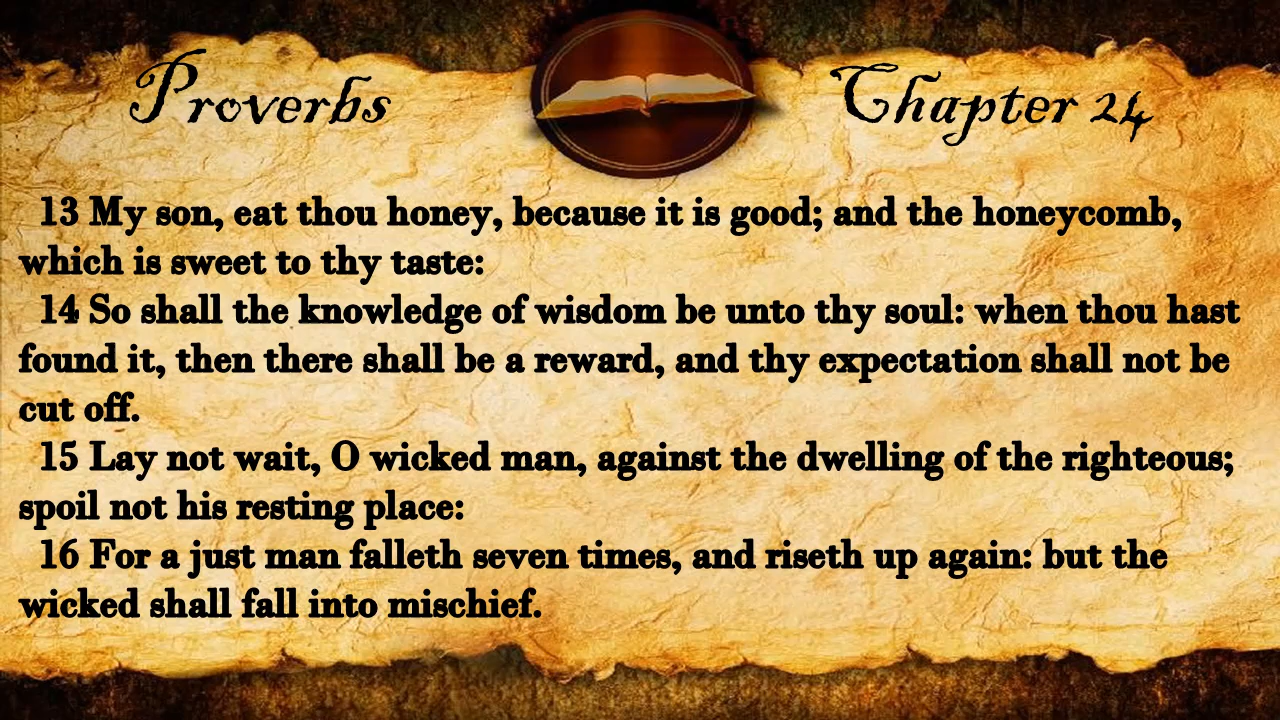 Proverbs Chapter 24
13 My son, eat thou honey, because it is good; and the honeycomb,
which is sweet to thy taste:
14 So shall the knowledge of wisdom be unto thy soul: when thou hast
found it, then there shall be a reward, and thy expectation shall not be
cut off.
15 Lay not wait, O wicked man, against the dwelling of the righteous;
spoil not his resting place:
16 For a just man falleth seven times, and riseth up again: but the
wicked shall fall into mischief.